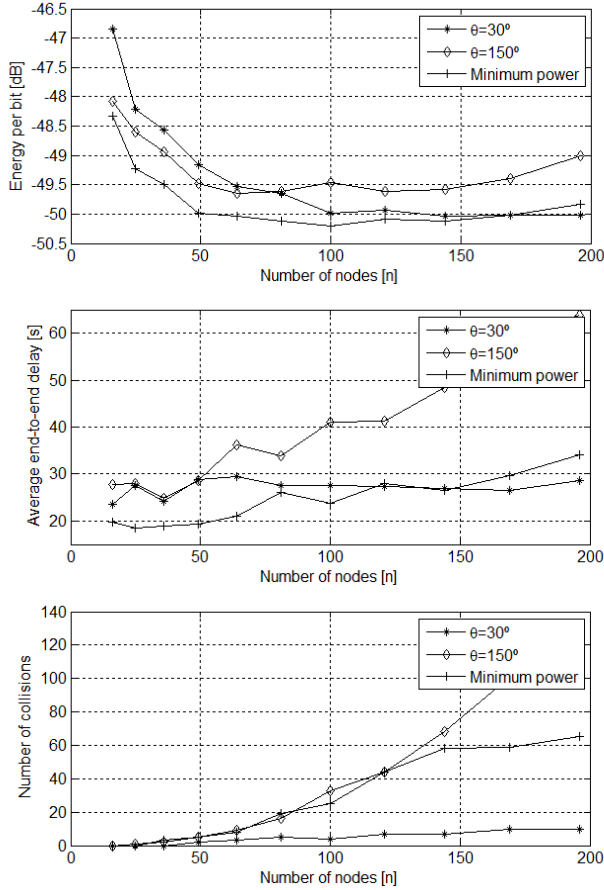 -46.5
-47
-47.5
-48
-48.5
-49
-49.5
-50
-50.5
Energy per bit [dB]
θ=30º
θ=150º
Minimum power
0
50
100
150
200
Number of nodes [n]
60
50
40
30
20
Average end-to-end delay [s]
θ=30º
θ=150º
Minimum power
0
50
100
150
200
Number of nodes [n]
140
120
100
80
60
40
20
0
Number of collisions
θ=30º
θ=150º
Minimum power
0
50
100
150
200
Number of nodes [n]